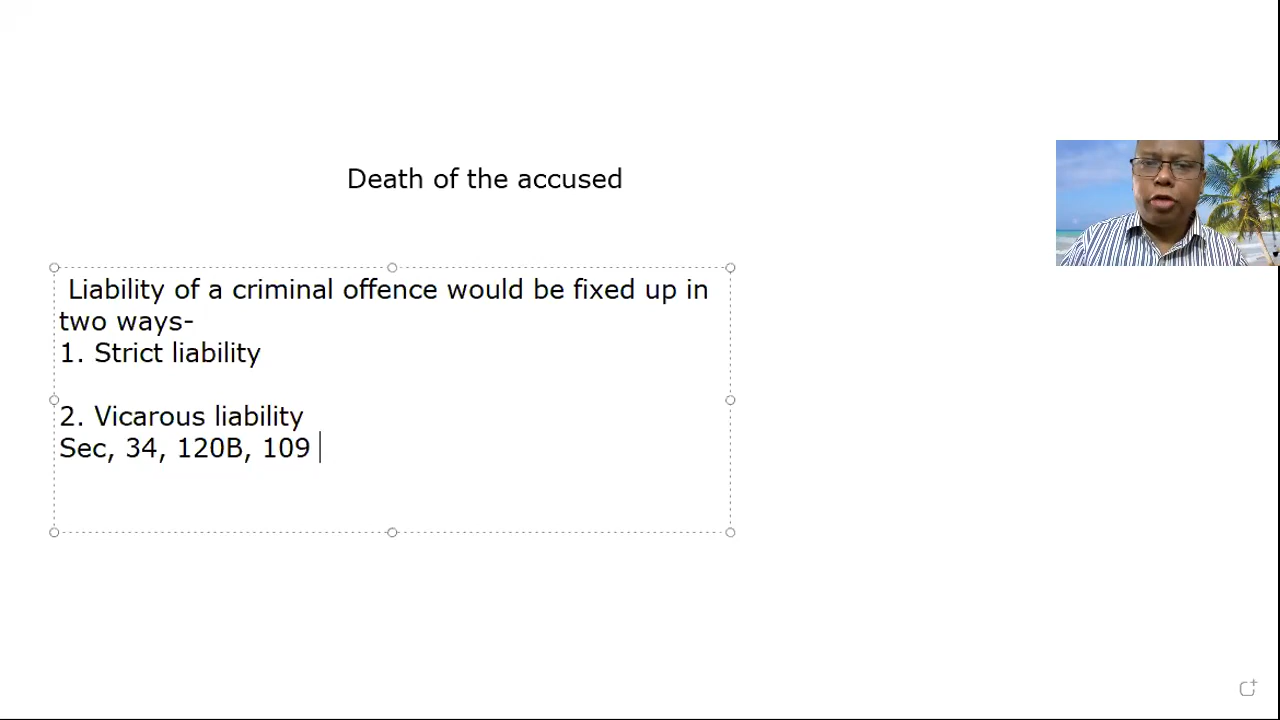 Death of the accused
Liability of a criminal offence would be fixed up in
two ways-
1. Strict liability
2. Vicarous liability
Sec, 34, 120B, 109